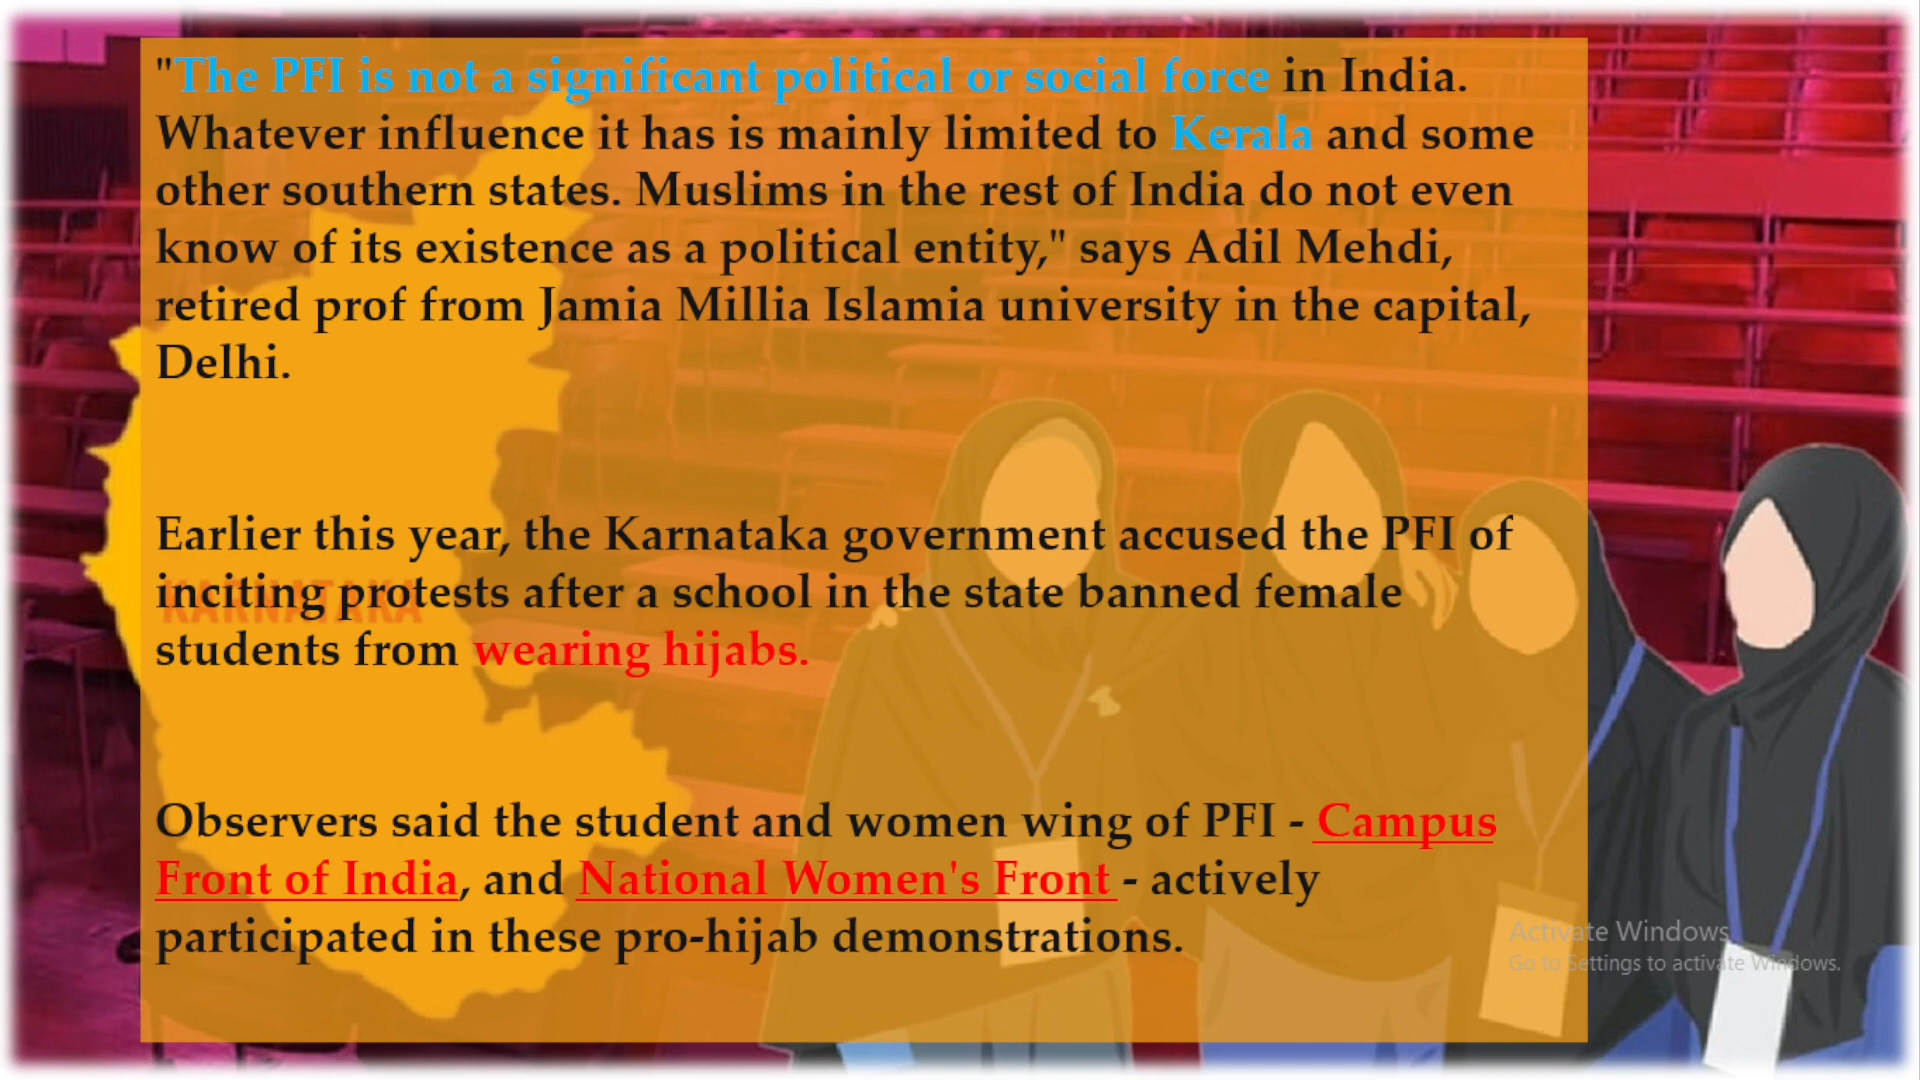 "The PFI is not a significant political or social force in India.
Whatever influence it has is mainly limited to Kerala and some
other southern states. Muslims in the rest of India do not even
know of its existence as a political entity," says Adil Mehdi,
retired prof from Jamia Millia Islamia university in the capital,
Delhi.
Earlier this year, the Karnataka government accused the PFI of
inciting protests after a school in the state banned female
students from wearing hijabs.
KARNATAKA
Observers said the student and women wing of PFI - Campus
Front of India, and National Women's Front - actively
participated in these pro-hijab demonstrations.
Activate Windows
Go to Settings to activate Windows.